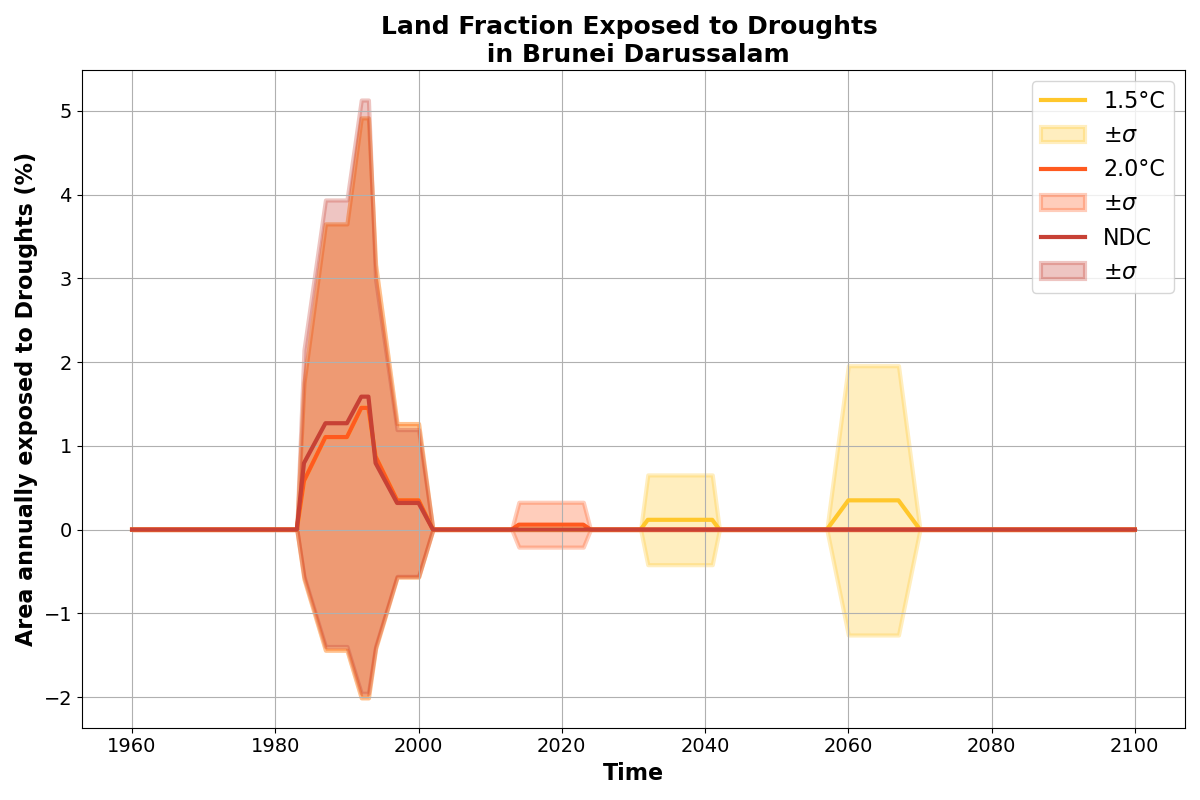 Land Fraction Exposed to Droughts
in Brunei Darussalam
Area annually exposed to Droughts (%)
5
4
3
2
1
0
−1
−2
1960 1980 2000 2020 2040 2060 2080 2100
Time
1.5°C
±σ
2.0°C
±σ
NDC
±σ